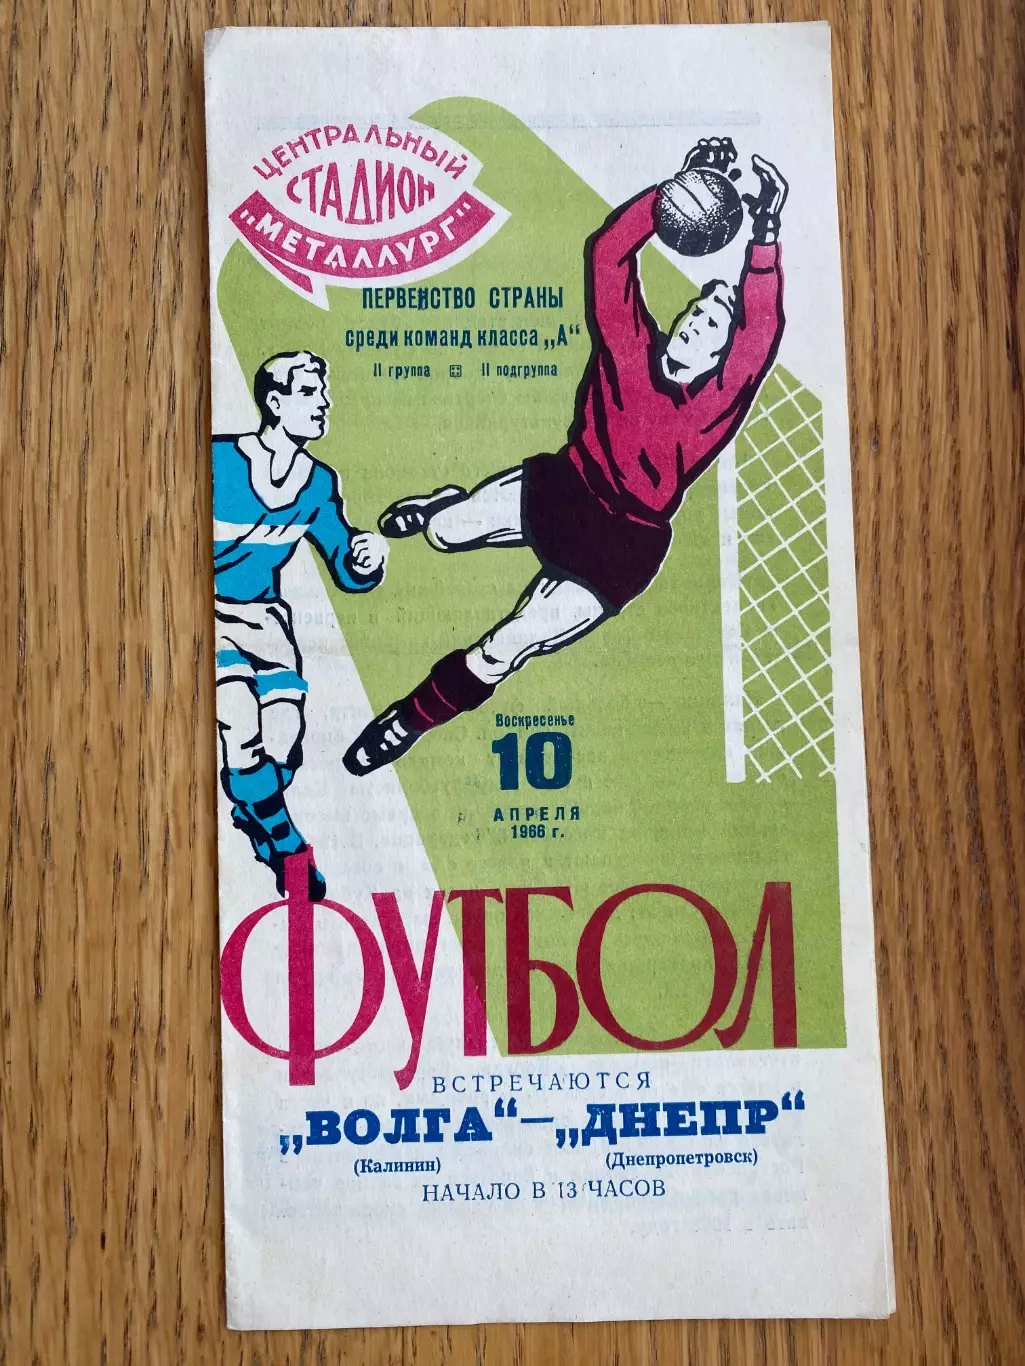 ЦЕНТРАЛЬНЫЙ
СТАДИОН
„МЕТАЛЛУРГ"
ПЕРВЕНСТВО СТРАНЫ
СРЕДИ КОМАНД КЛАССА „А"
II группа II подгруппа
Воскресенье
10
АПРЕЛЯ
1966 г.
ФУТБОЛ
ВСТРЕЧАЮТСЯ
„ВОЛГА" — „ДНЕПР"
(Калинин) (Днепропетровск)
НАЧАЛО В 13 ЧАСОВ